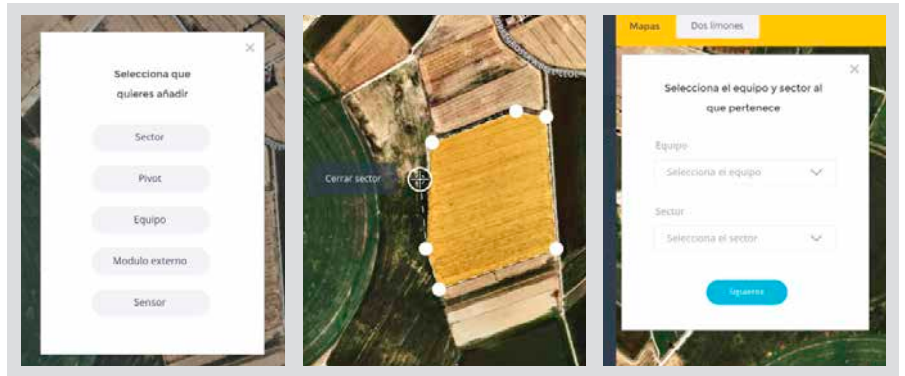 Selecciona que
quieres añadir
Sector
Pivot
Equipo
Modulo externo
Sensor
Cerrar sector
Mapas
Dos limones
Selecciona el equipo y sector al
que pertenece
Equipo
Selecciona el equipo
Sector
Selecciona el sector